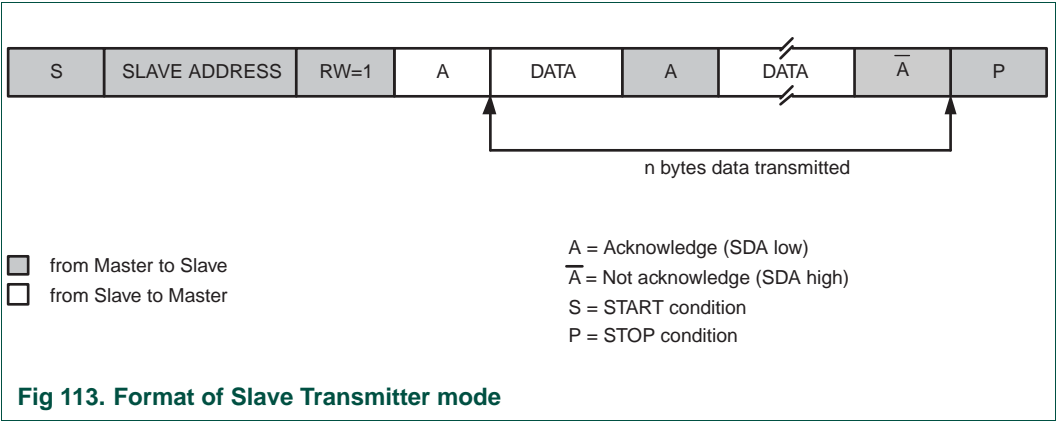 S SLAVE ADDRESS RW=1 A DATA A DATA A̅ P
n bytes data transmitted
from Master to Slave
from Slave to Master
A = Acknowledge (SDA low)
A̅ = Not acknowledge (SDA high)
S = START condition
P = STOP condition
Fig 113. Format of Slave Transmitter mode